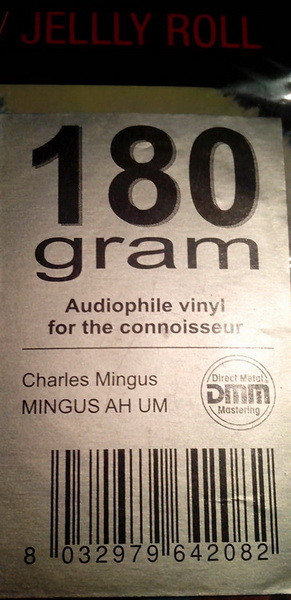 / JELLLY ROLL
180
gram
Audiophile vinyl
for the connoisseur
Charles Mingus
MINGUS AH UM
Direct Metal
DMM
Mastering
8 032979 642082